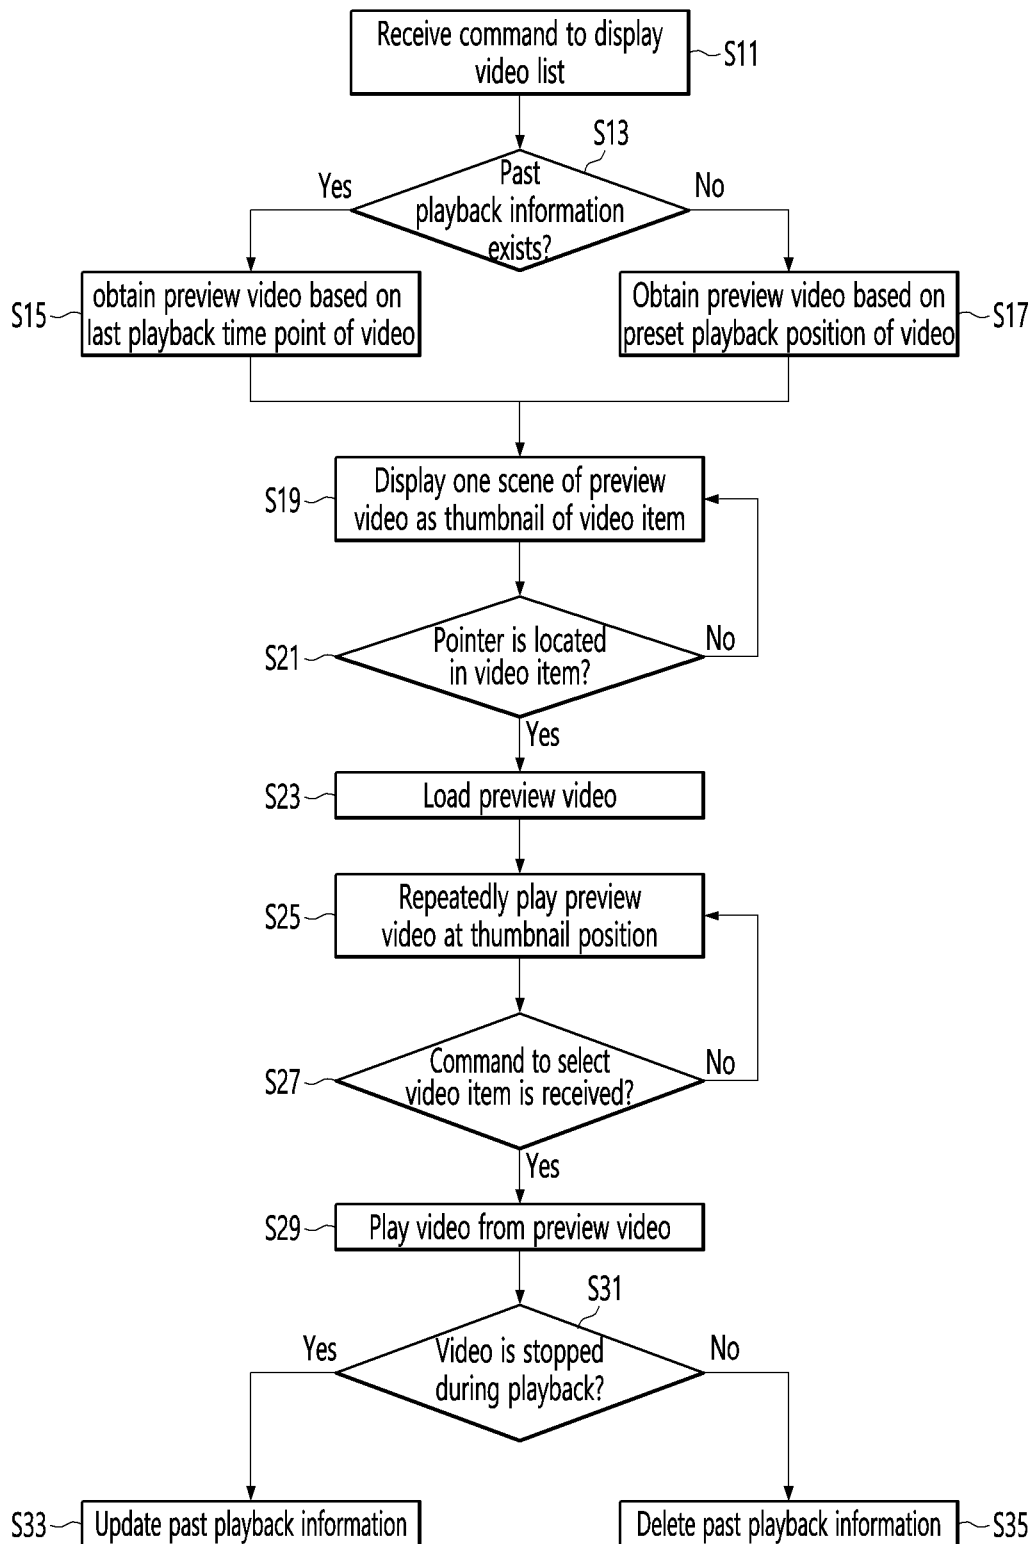 Receive command to display
video list
S11
S13
Past
playback information
exists?
Yes
No
S15
obtain preview video based on
last playback time point of video
Obtain preview video based on
preset playback position of video
S17
S19
Display one scene of preview
video as thumbnail of video item
S21
Pointer is located
in video item?
No
Yes
S23
Load preview video
S25
Repeatedly play preview
video at thumbnail position
S27
Command to select
video item is received?
No
Yes
S29
Play video from preview video
S31
Video is stopped
during playback?
Yes
No
S33
Update past playback information
Delete past playback information
S35